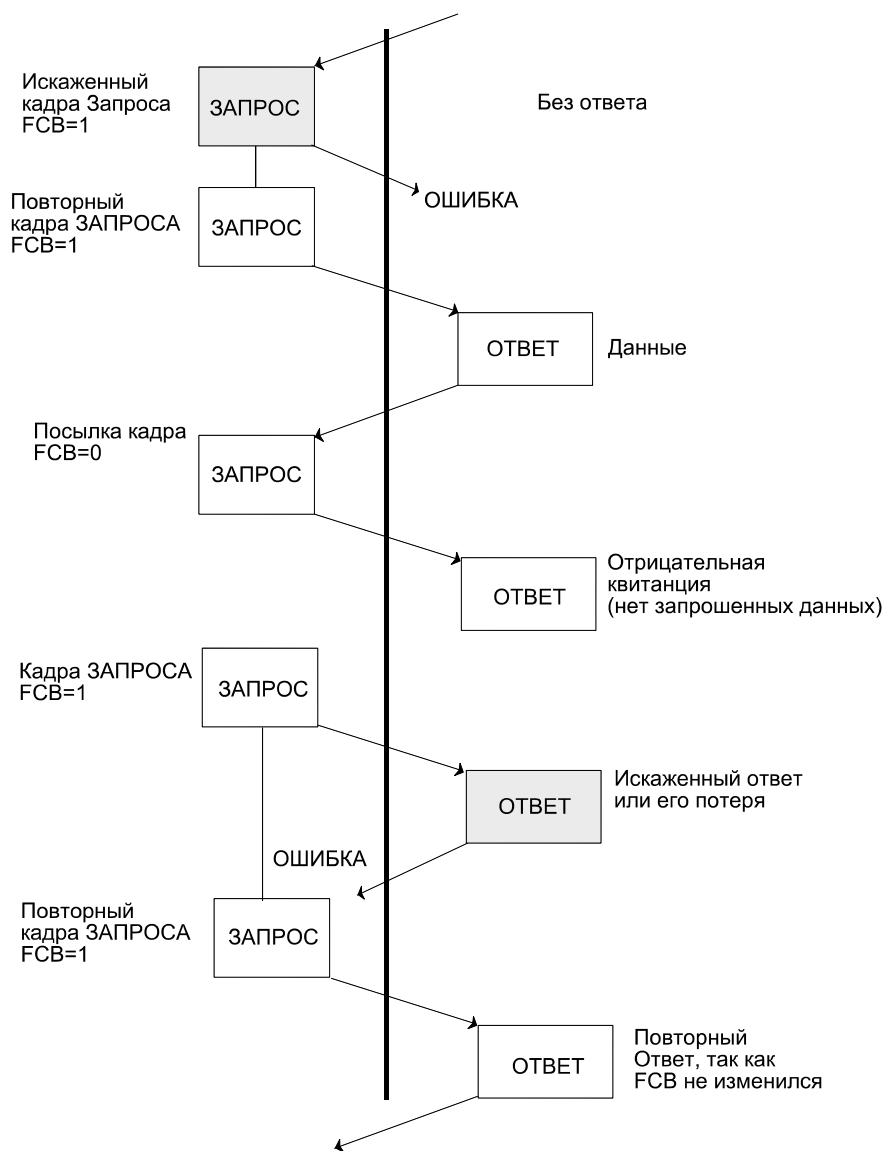 Искаженный
кадра Запроса
FCB=1
ЗАПРОС
Без ответа
ОШИБКА
Повторный
кадра ЗАПРОСА
FCB=1
ЗАПРОС
ОТВЕТ
Данные
Посылка кадра
FCB=0
ЗАПРОС
ОТВЕТ
Отрицательная
квитанция
(нет запрошенных данных)
Кадра ЗАПРОСА
FCB=1
ЗАПРОС
ОТВЕТ
Искаженный ответ
или его потеря
ОШИБКА
Повторный
кадра ЗАПРОСА
FCB=1
ЗАПРОС
ОТВЕТ
Повторный
Ответ, так как
FCB не изменился